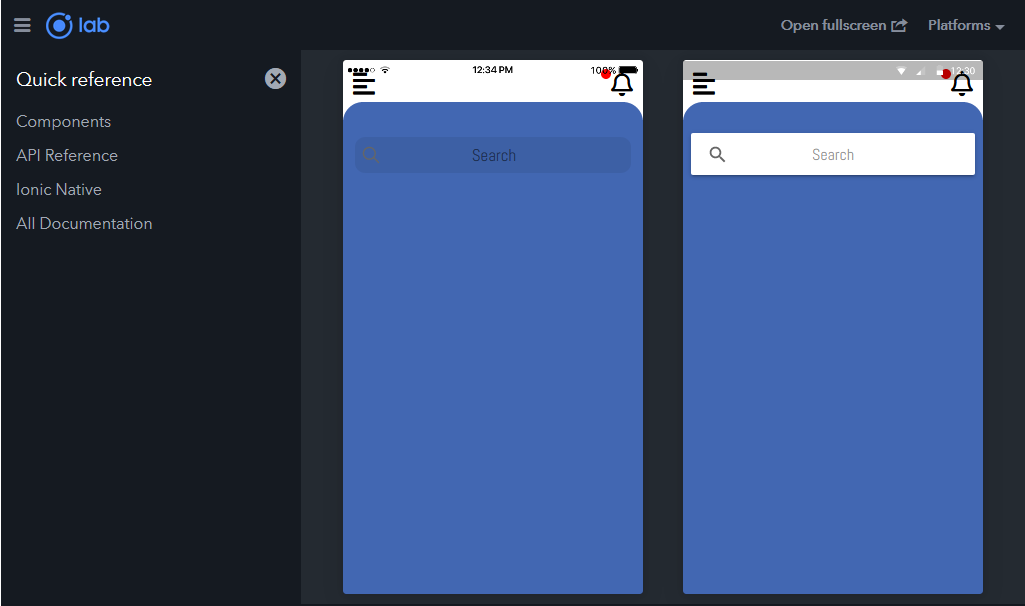 lab
Open fullscreen
Platforms
Quick reference
Components
API Reference
Ionic Native
All Documentation
12:34 PM
100%
Search
12:30
Search